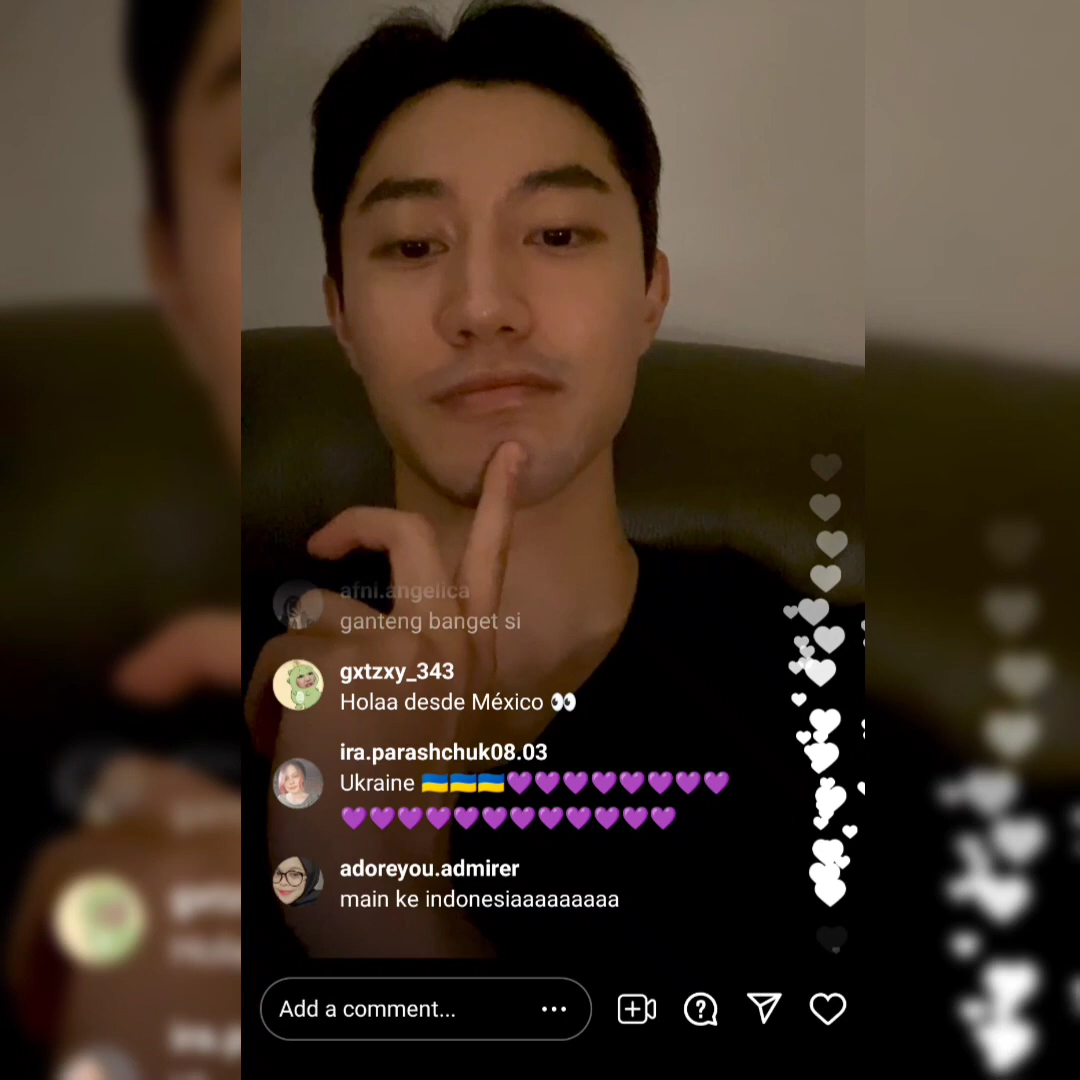 afni.angelica
ganteng banget si
gxtzxy_343
Holaa desde México 👀
ira.parashchuk08.03
Ukraine 🇺🇦🇺🇦🇺🇦💜💜💜💜💜💜💜💜
💜💜💜💜💜💜💜💜💜💜💜💜
adoreyou.admirer
main ke indonesiaaaaaaaaa
Add a comment...